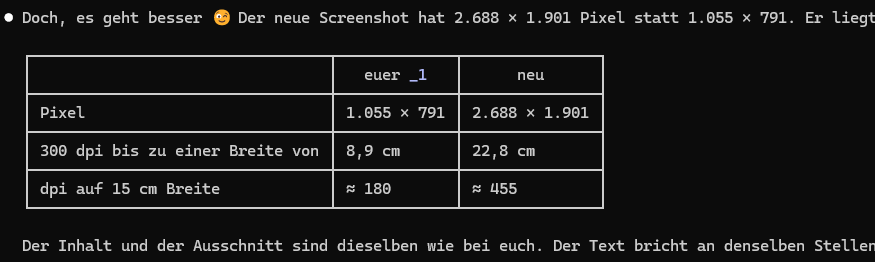 ● Doch, es geht besser 😉 Der neue Screenshot hat 2.688 × 1.901 Pixel statt 1.055 × 791. Er liegt
euer _1 neu
Pixel 1.055 × 791 2.688 × 1.901
300 dpi bis zu einer Breite von 8,9 cm 22,8 cm
dpi auf 15 cm Breite ≈ 180 ≈ 455
Der Inhalt und der Ausschnitt sind dieselben wie bei euch. Der Text bricht an denselben Stellen